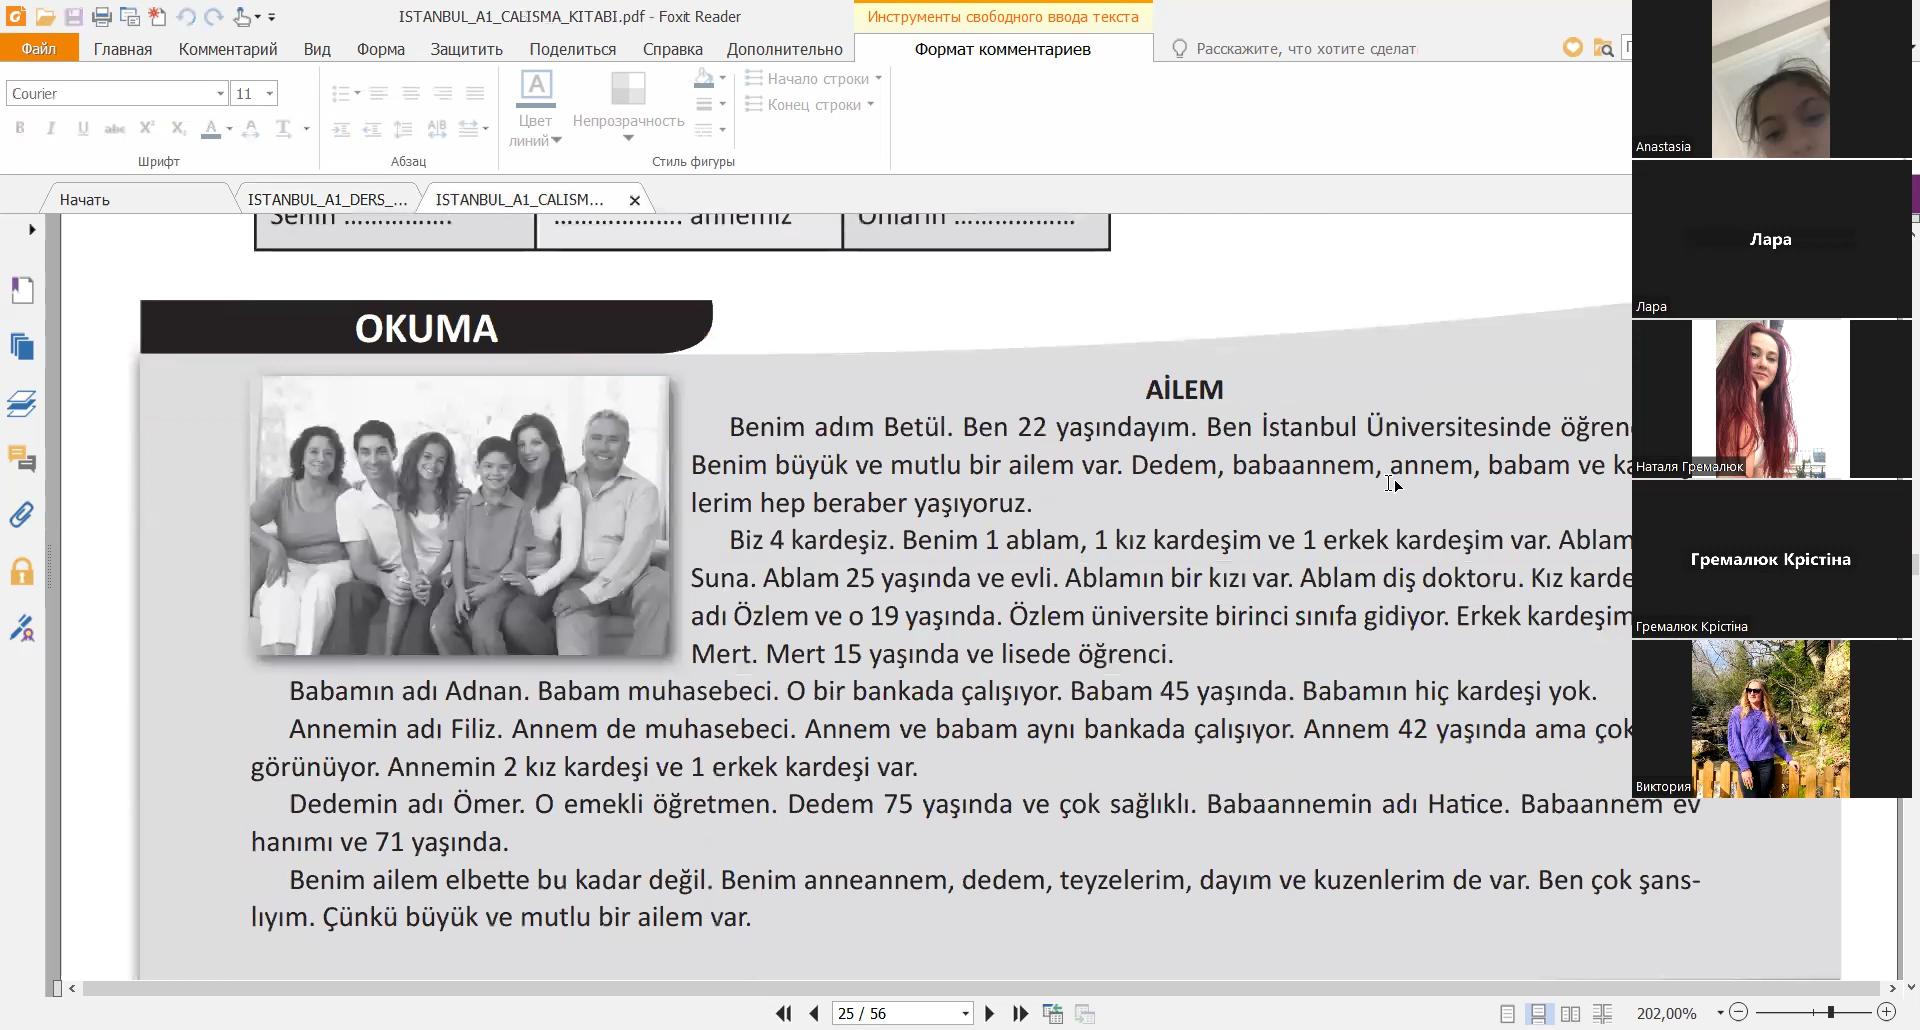 ISTANBUL_A1_CALISMA_KITABI.pdf - Foxit Reader
Инструменты свободного ввода текста
Файл Главная Комментарий Вид Форма Защитить Поделиться Справка Дополнительно Формат комментариев Расскажите, что хотите сделат
Courier 11
Цвет линий
Непрозрачность
Начало строки
Конец строки
Шрифт Абзац Стиль фигуры
Начать ISTANBUL_A1_DERS_... ISTANBUL_A1_CALISM...
Senin ................ ................... annemiz Onların ..................
OKUMA
AİLEM
Benim adım Betül. Ben 22 yaşındayım. Ben İstanbul Üniversitesinde öğren
Benim büyük ve mutlu bir ailem var. Dedem, babaannem, annem, babam ve ka
lerim hep beraber yaşıyoruz.
Biz 4 kardeşiz. Benim 1 ablam, 1 kız kardeşim ve 1 erkek kardeşim var. Ablam
Suna. Ablam 25 yaşında ve evli. Ablamın bir kızı var. Ablam diş doktoru. Kız karde
adı Özlem ve o 19 yaşında. Özlem üniversite birinci sınıfa gidiyor. Erkek kardeşim
Mert. Mert 15 yaşında ve lisede öğrenci.
Babamın adı Adnan. Babam muhasebeci. O bir bankada çalışıyor. Babam 45 yaşında. Babamın hiç kardeşi yok.
Annemin adı Filiz. Annem de muhasebeci. Annem ve babam aynı bankada çalışıyor. Annem 42 yaşında ama çok
görünüyor. Annemin 2 kız kardeşi ve 1 erkek kardeşi var.
Dedemin adı Ömer. O emekli öğretmen. Dedem 75 yaşında ve çok sağlıklı. Babaannemin adı Hatice. Babaannem ev
hanımı ve 71 yaşında.
Benim ailem elbette bu kadar değil. Benim anneannem, dedem, teyzelerim, dayım ve kuzenlerim de var. Ben çok şans-
lıyım. Çünkü büyük ve mutlu bir ailem var.
25 / 56
202,00%
Anastasia
Лара
Лара
Наталя Гремалюк
Гремалюк Крістіна
Гремалюк Крістіна
Виктория